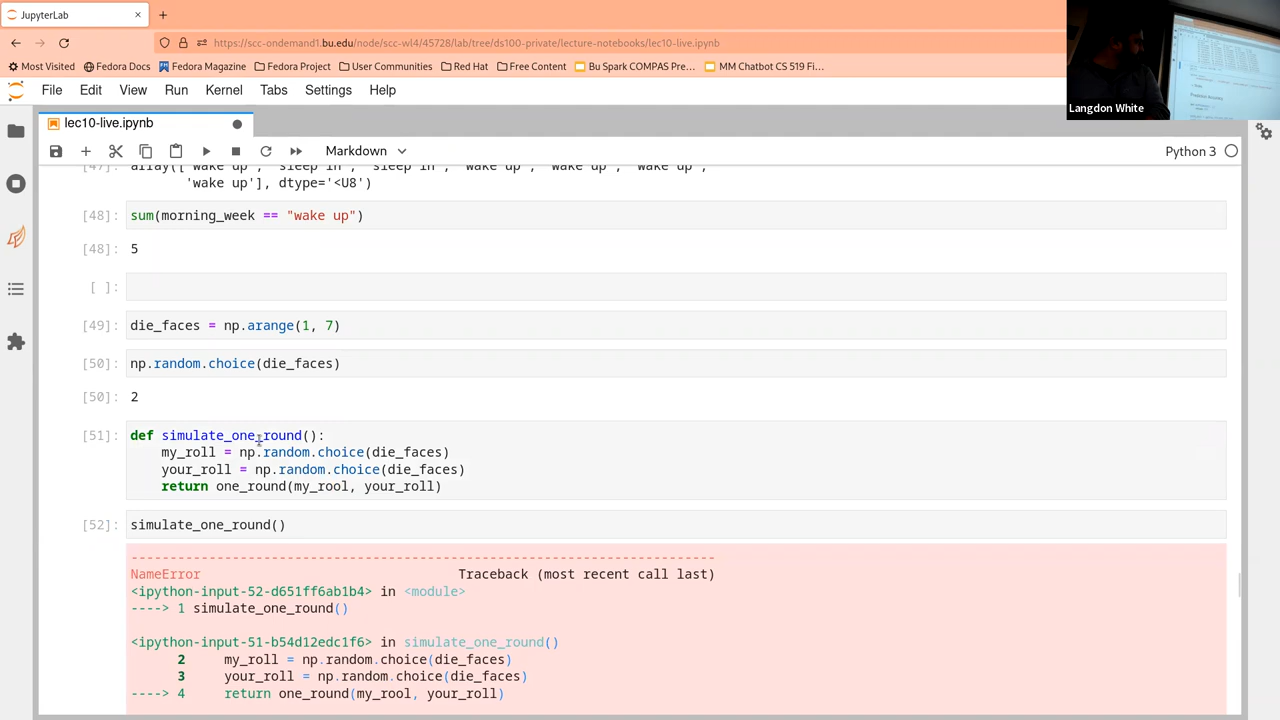 JupyterLab
https://scc-ondemand1.bu.edu/node/scc-wl4/45728/lab/tree/ds100-private/lecture-notebooks/lec10-live.ipynb
Most Visited Fedora Docs Fedora Magazine Fedora Project User Communities Red Hat Free Content Bu Spark COMPAS Pre… MM Chatbot CS 519 Fi…
Langdon White
File Edit View Run Kernel Tabs Settings Help
lec10-live.ipynb
Markdown Python 3
[47]: array(['wake up', 'sleep in', 'sleep in', 'wake up', 'wake up', 'wake up',
'wake up'], dtype='<U8')
[48]: sum(morning_week == "wake up")
[48]: 5
[ ]:
[49]: die_faces = np.arange(1, 7)
[50]: np.random.choice(die_faces)
[50]: 2
[51]: def simulate_one_round():
my_roll = np.random.choice(die_faces)
your_roll = np.random.choice(die_faces)
return one_round(my_rool, your_roll)
[52]: simulate_one_round()
---------------------------------------------------------------------------
NameError Traceback (most recent call last)
<ipython-input-52-d651ff6ab1b4> in <module>
----> 1 simulate_one_round()
<ipython-input-51-b54d12edc1f6> in simulate_one_round()
2 my_roll = np.random.choice(die_faces)
3 your_roll = np.random.choice(die_faces)
----> 4 return one_round(my_rool, your_roll)